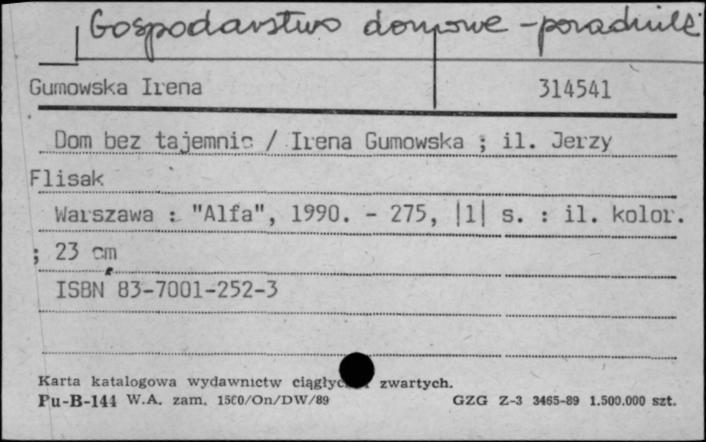 Gospodarstwo domowe - poradniki
Gumowska Irena 314541
Dom bez tajemnic / Irena Gumowska ; il. Jerzy
Flisak
Warszawa : "Alfa", 1990. - 275, |1| s. : il. kolor.
; 23 cm
ISBN 83-7001-252-3
Karta katalogowa wydawnictw zwartych.
Pu-B-144 W.A. zam. 1500/On/DW/89 GZG Z-3 3465-89 1.500.000 szt.